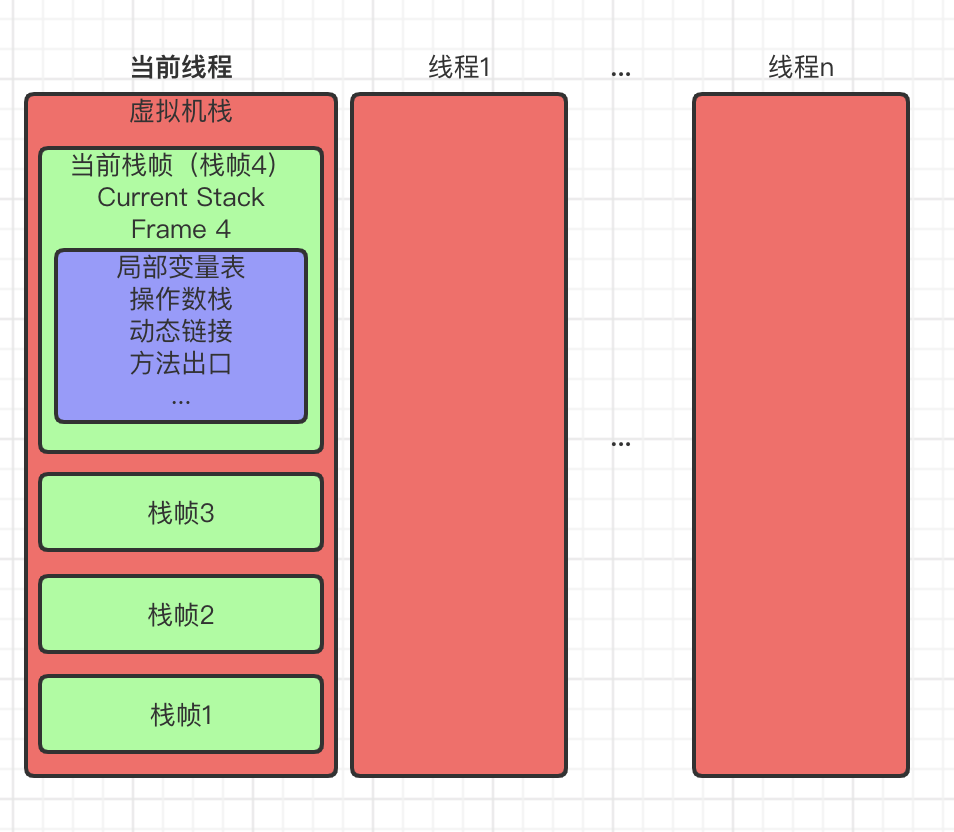 当前线程
线程1
...
线程n
虚拟机栈
当前栈帧（栈帧4）
Current Stack
Frame 4
局部变量表
操作数栈
动态链接
方法出口
...
...
栈帧3
栈帧2
栈帧1